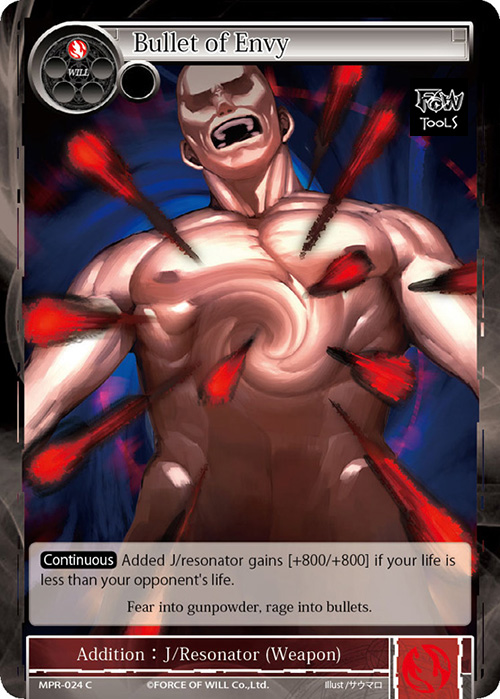 Bullet of Envy
WILL
FOW
TOOLS
Continuous Added J/resonator gains [+800/+800] if your life is
less than your opponent's life.
Fear into gunpowder, rage into bullets.
Addition : J/Resonator (Weapon)
MPR-024 C ©FORCE OF WILL Co.,Ltd. Illust /サウマロ